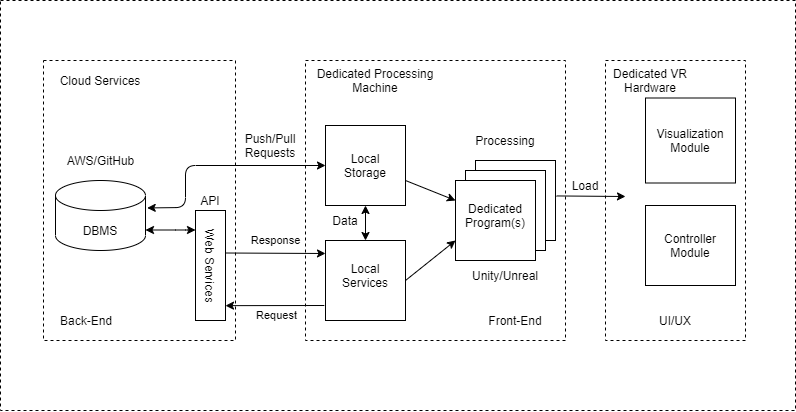 Cloud Services
AWS/GitHub
DBMS
API
Web Services
Back-End
Push/Pull
Requests
Response
Request
Dedicated Processing
Machine
Local
Storage
Data
Local
Services
Processing
Dedicated
Program(s)
Unity/Unreal
Front-End
Load
Dedicated VR
Hardware
Visualization
Module
Controller
Module
UI/UX